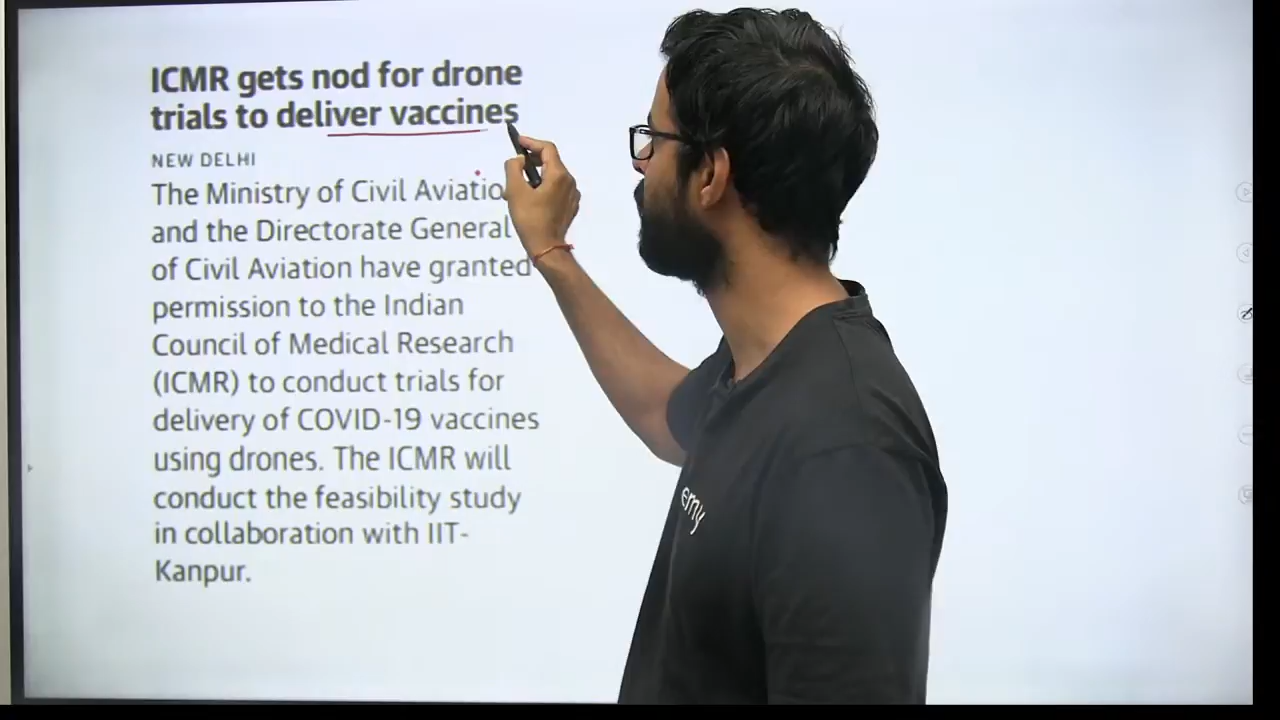 ICMR gets nod for drone
trials to deliver vaccines
NEW DELHI
The Ministry of Civil Aviatio
and the Directorate General
of Civil Aviation have granted
permission to the Indian
Council of Medical Research
(ICMR) to conduct trials for
delivery of COVID-19 vaccines
using drones. The ICMR will
conduct the feasibility study
in collaboration with IIT-
Kanpur.
emy